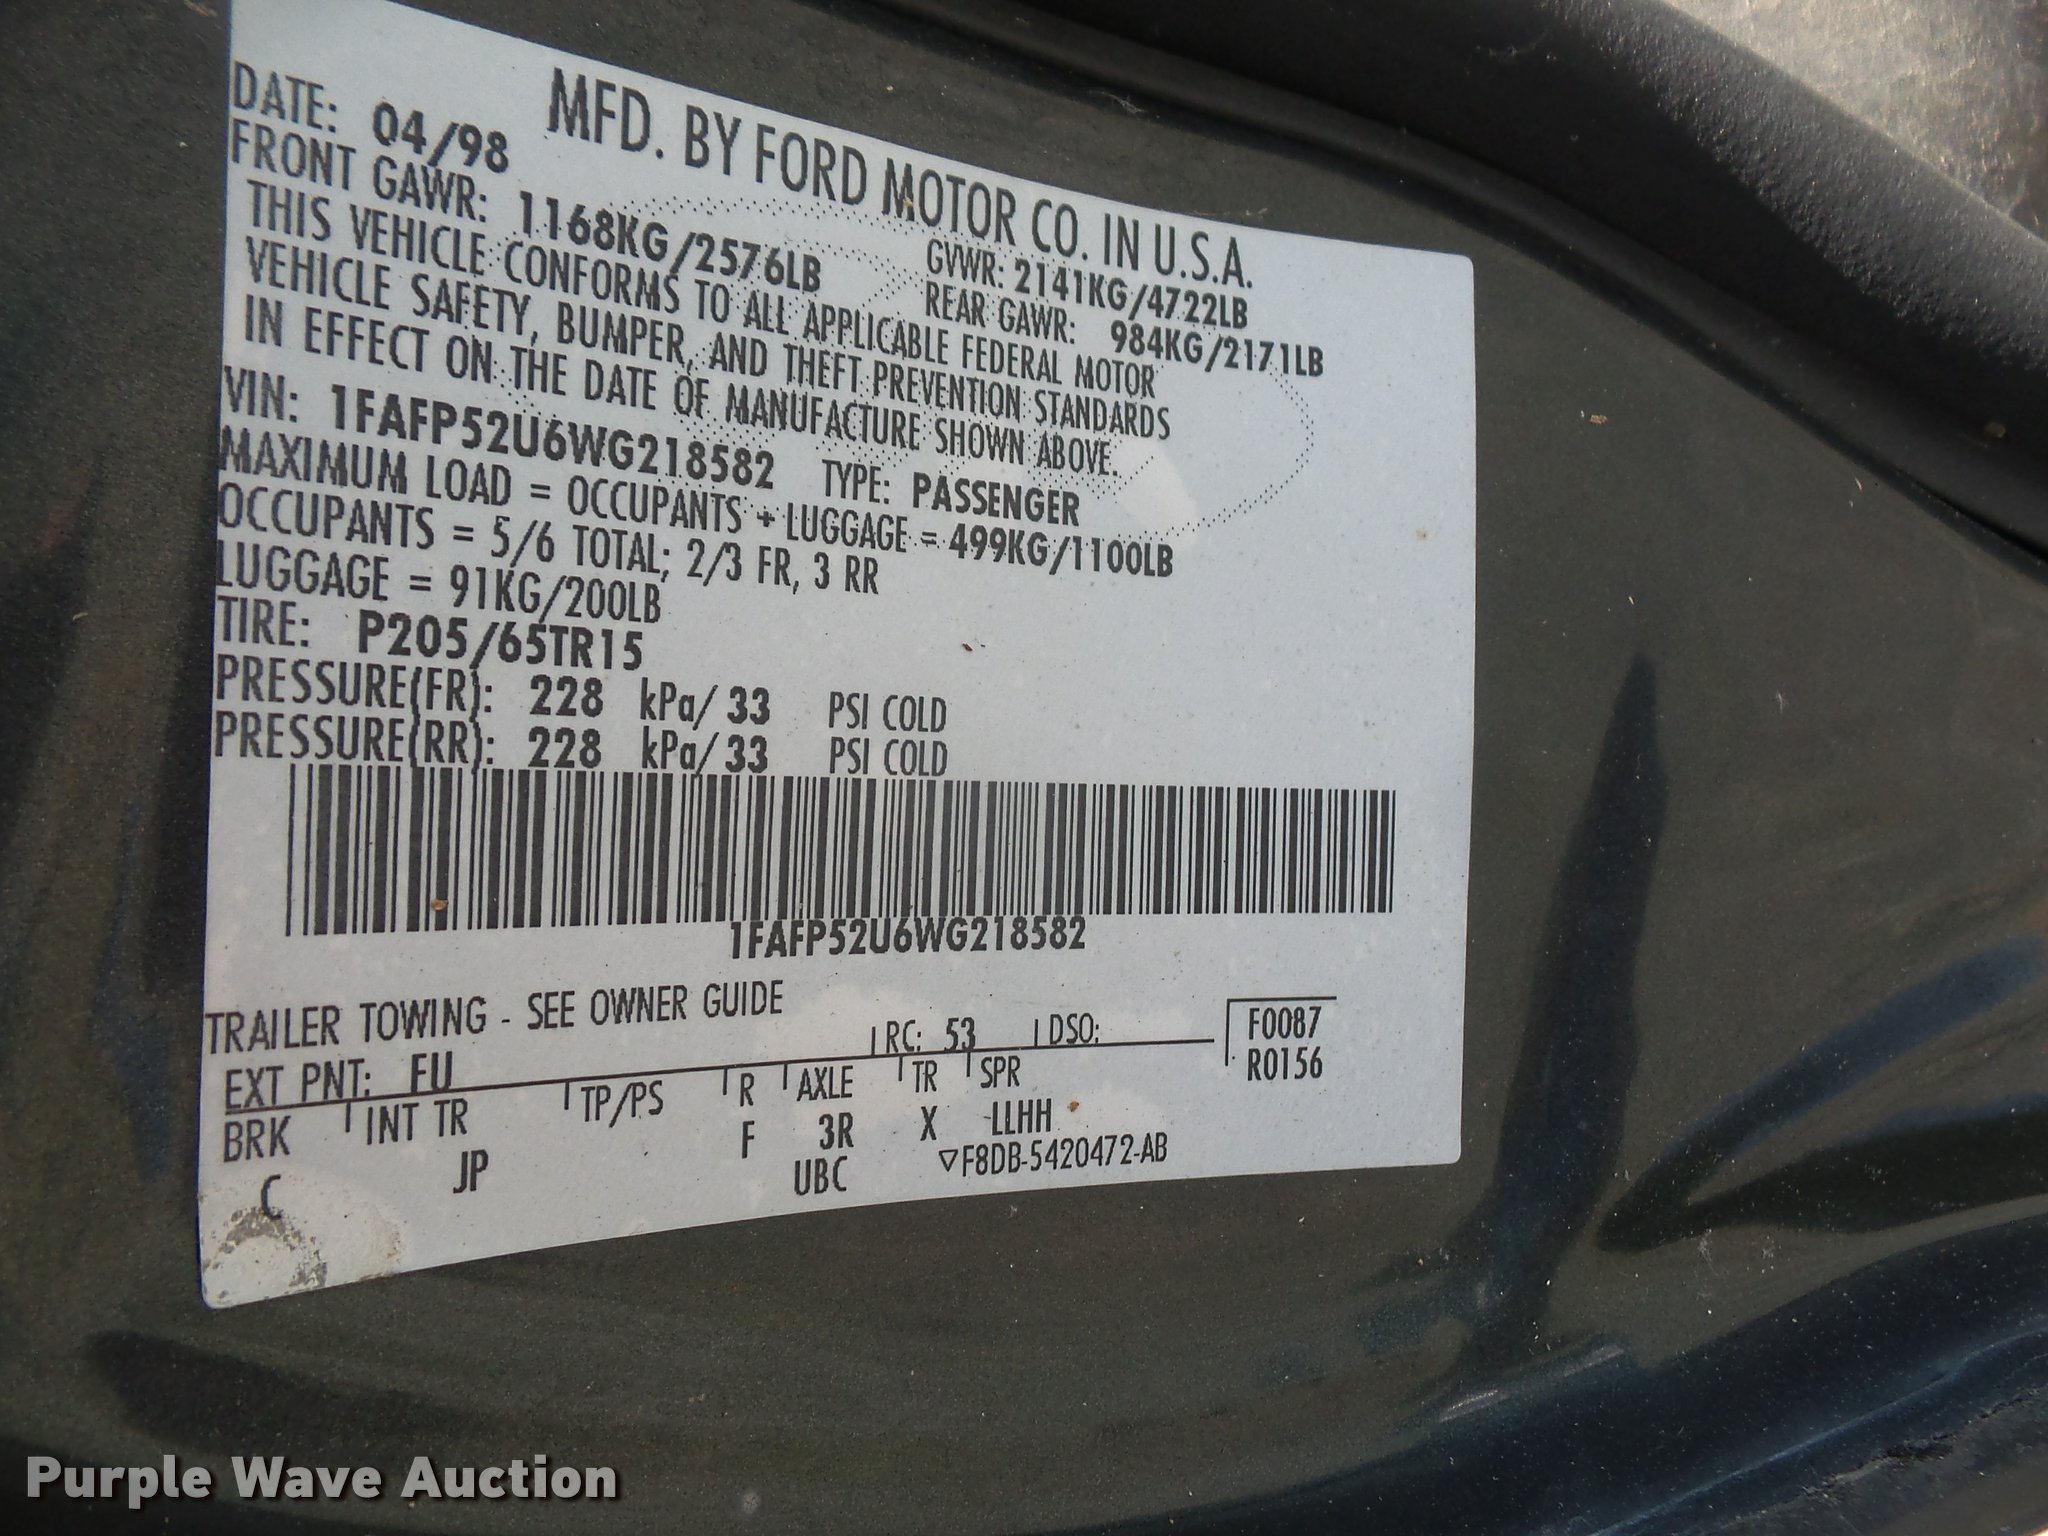 MFD. BY FORD MOTOR CO. IN U.S.A.
DATE: 04/98 GVWR: 2141KG/4722LB
FRONT GAWR: 1168KG/2576LB REAR GAWR: 984KG/2171LB
THIS VEHICLE CONFORMS TO ALL APPLICABLE FEDERAL MOTOR
VEHICLE SAFETY, BUMPER, AND THEFT PREVENTION STANDARDS
IN EFFECT ON THE DATE OF MANUFACTURE SHOWN ABOVE.
VIN: 1FAFP52U6WG218582 TYPE: PASSENGER
MAXIMUM LOAD = OCCUPANTS + LUGGAGE = 499KG/1100LB
OCCUPANTS = 5/6 TOTAL; 2/3 FR, 3 RR
LUGGAGE = 91KG/200LB
TIRE: P205/65TR15
PRESSURE(FR): 228 kPa/ 33 PSI COLD
PRESSURE(RR): 228 kPa/ 33 PSI COLD
1FAFP52U6WG218582
TRAILER TOWING - SEE OWNER GUIDE
EXT PNT: FU RC: 53 DSO: F0087
R0156
BRK INT TR TP/PS R AXLE TR SPR
C JP F 3R X LLHH
UBC ▽F8DB-5420472-AB
Purple Wave Auction